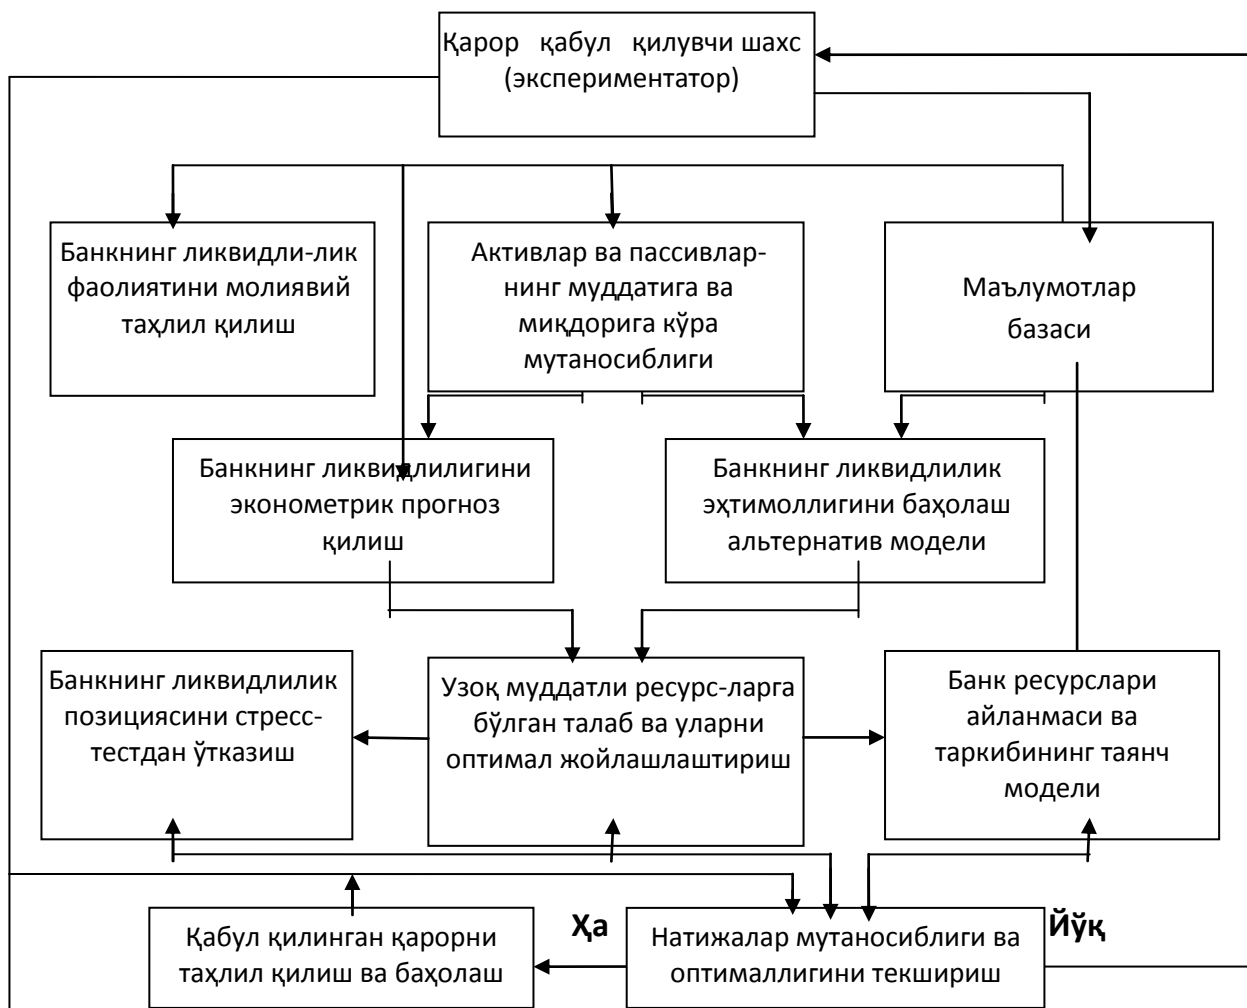 Қарор қабул қилувчи шахс
(экспериментатор)
Банкнинг ликвидли-лик
фаолиятини молиявий
таҳлил қилиш
Активлар ва пассивлар-
нинг муддатига ва
миқдорига кўра
мутаносиблиги
Маълумотлар
базаси
Банкнинг ликвидлилигини
эконометрик прогноз
қилиш
Банкнинг ликвидлилик
эҳтимоллигини баҳолаш
альтернатив модели
Банкнинг ликвидлилик
позициясини стресс-
тестдан ўтказиш
Узоқ муддатли ресурс-ларга
бўлган талаб ва уларни
оптимал жойлашлаштириш
Банк ресурслари
айланмаси ва
таркибининг таянч
модели
Қабул қилинган қарорни
таҳлил қилиш ва баҳолаш
Ҳа
Натижалар мутаносиблиги ва
оптималлигини текшириш
Йўқ